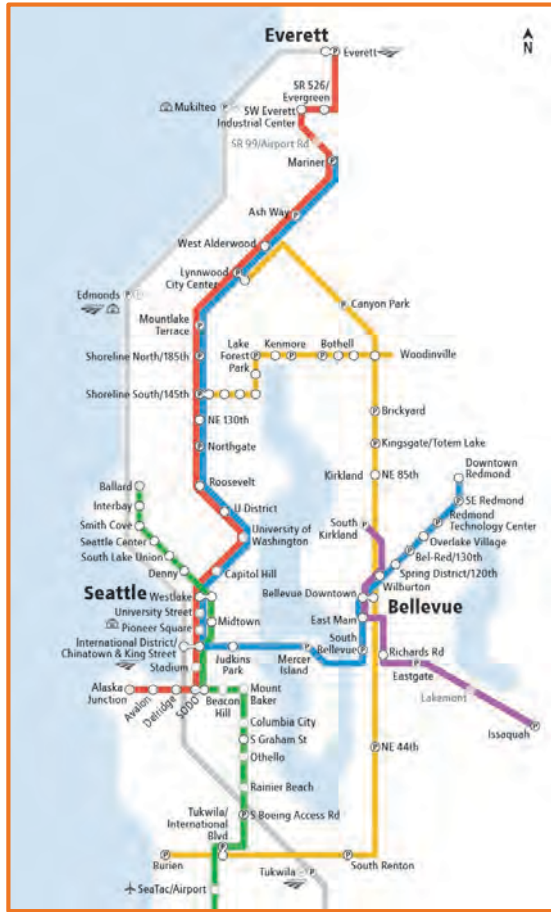 Everett
N
Everett
SR 526/
Evergreen
Mukilteo
SW Everett
Industrial Center
SR 99/Airport Rd
Mariner
Ash Way
West Alderwood
Lynnwood
City Center
Edmonds
Canyon Park
Mountlake
Terrace
Lake
Forest
Park
Kenmore
Bothell
Woodinville
Shoreline North/185th
Shoreline South/145th
NE 130th
Brickyard
Northgate
Kingsgate/Totem Lake
Roosevelt
Kirkland
NE 85th
Downtown
Redmond
Ballard
Interbay
Smith Cove
Seattle Center
South Lake Union
Denny
U District
University of
Washington
South
Kirkland
SE Redmond
Redmond
Technology Center
Overlake Village
Bel-Red/130th
Spring District/120th
Wilburton
Capitol Hill
Seattle
Westlake
University Street
Pioneer Square
Midtown
Bellevue Downtown
Bellevue
East Main
International District/
Chinatown & King Street
Stadium
Judkins
Park
Mercer
Island
South
Bellevue
Richards Rd
Eastgate
Lakemont
Issaquah
Alaska
Junction
Avalon
Delridge
SODO
Beacon
Hill
Mount
Baker
Columbia City
S Graham St
Othello
Rainier Beach
NE 44th
Tukwila/
International
Blvd
S Boeing Access Rd
Burien
Tukwila
South Renton
SeaTac/Airport